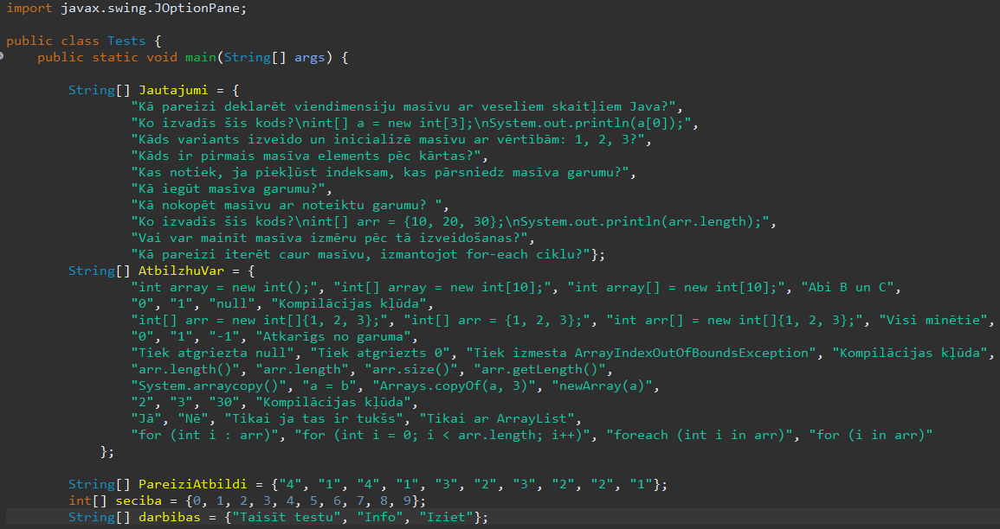 import javax.swing.JOptionPane;
public class Tests {
public static void main(String[] args) {
String[] Jautajumi = {
"Kā pareizi deklarēt viendimensiju masīvu ar veseliem skaitļiem Java?",
"Ko izvadīs šis kods?\nint[] a = new int[3];\nSystem.out.println(a[0]);",
"Kāds variants izveido un inicializē masīvu ar vērtībām: 1, 2, 3?",
"Kāds ir pirmais masīva elements pēc kārtas?",
"Kas notiek, ja piekļūst indeksam, kas pārsniedz masīva garumu?",
"Kā iegūt masīva garumu?",
"Kā nokopēt masīvu ar noteiktu garumu? ",
"Ko izvadīs šis kods?\nint[] arr = {10, 20, 30};\nSystem.out.println(arr.length);",
"Vai var mainīt masīva izmēru pēc tā izveidošanas?",
"Kā pareizi iterēt caur masīvu, izmantojot for-each ciklu?"};
String[] AtbilzhuVar = {
"int array = new int();", "int[] array = new int[10];", "int array[] = new int[10];", "Abi B un C",
"0", "1", "null", "Kompilācijas kļūda",
"int[] arr = new int[]{1, 2, 3};", "int[] arr = {1, 2, 3};", "int arr[] = new int[]{1, 2, 3};", "Visi minētie",
"0", "1", "-1", "Atkarīgs no garuma",
"Tiek atgriezta null", "Tiek atgriezts 0", "Tiek izmesta ArrayIndexOutOfBoundsException", "Kompilācijas kļūda",
"arr.length()", "arr.length", "arr.size()", "arr.getLength()",
"System.arraycopy()", "a = b", "Arrays.copyOf(a, 3)", "newArray(a)",
"2", "3", "30", "Kompilācijas kļūda",
"Jā", "Nē", "Tikai ja tas ir tukšs", "Tikai ar ArrayList",
"for (int i : arr)", "for (int i = 0; i < arr.length; i++)", "foreach (int i in arr)", "for (i in arr)"
};
String[] PareiziAtbildi = {"4", "1", "4", "1", "3", "2", "3", "2", "2", "1"};
int[] seciba = {0, 1, 2, 3, 4, 5, 6, 7, 8, 9};
String[] darbibas = {"Taisīt testu", "Info", "Iziet"};